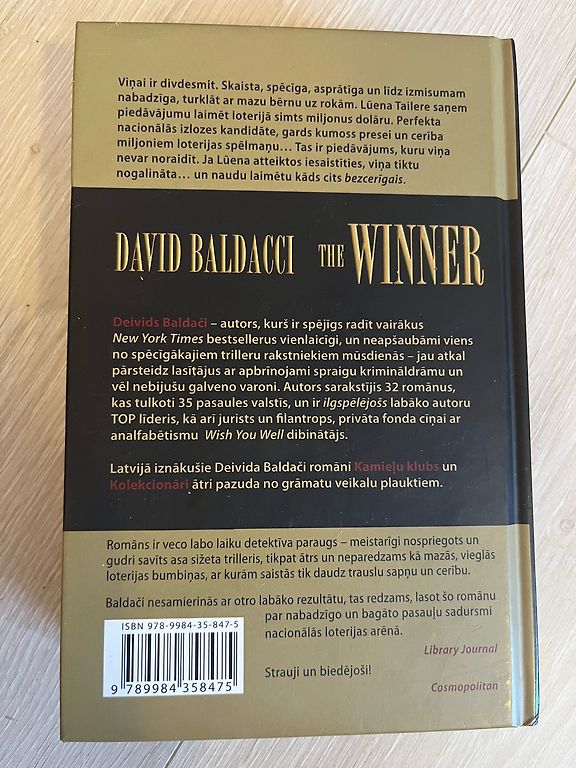 Viņai ir divdesmit. Skaista, spēcīga, asprātīga un līdz izmisumam
nabadzīga, turklāt ar mazu bērnu uz rokām. Lūena Tailere saņem
piedāvājumu laimēt loterijā simts miljonus dolāru. Perfekta
nacionālās izlozes kandidāte, gards kumoss presei un cerība
miljoniem loterijas spēlmaņu... Tas ir piedāvājums, kuru viņa
nevar noraidīt. Ja Lūena atteiktos iesaistīties, viņa tiktu
nogalināta... un naudu laimētu kāds cits bezcerīgais.
DAVID BALDACCI THE WINNER
Deivids Baldači – autors, kurš ir spējīgs radīt vairākus
New York Times bestsellerus vienlaicīgi, un neapšaubāmi viens
no spēcīgākajiem trilleru rakstniekiem mūsdienās – jau atkal
pārsteidz lasītājus ar apbrīnojami spraigu krimināldrāmu un
vēl nebijušu galveno varoni. Autors sarakstījis 32 romānus,
kas tulkoti 35 pasaules valstīs, un ir ilgspēlējošs labāko autoru
TOP līderis, kā arī jurists un filantrops, privāta fonda cīņai ar
analfabētismu Wish You Well dibinātājs.
Latvijā iznākušie Deivida Baldači romāni Kamieļu klubs un
Kolekcionāri ātri pazuda no grāmatu veikalu plauktiem.
Romāns ir veco labo laiku detektīva paraugs – meistarīgi nospriegots un
gudri savīts asa sižeta trilleris, tikpat ātrs un neparedzams kā mazās, vieglās
loterijas bumbiņas, ar kurām saistās tik daudz trauslu sapņu un cerību.
Baldači nesamierinās ar otro labāko rezultātu, tas redzams, lasot šo romānu
par nabadzīgo un bagāto pasauļu sadursmi
nacionālās loterijas arēnā.
Library Journal
Strauji un biedējoši!
Cosmopolitan
ISBN 978-9984-35-847-5
9 789984 358475